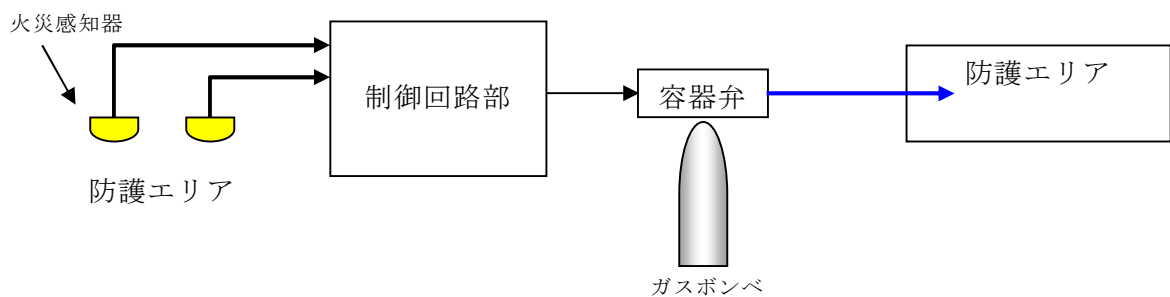 火災感知器
防護エリア
制御回路部
容器弁
防護エリア
ガスボンベ